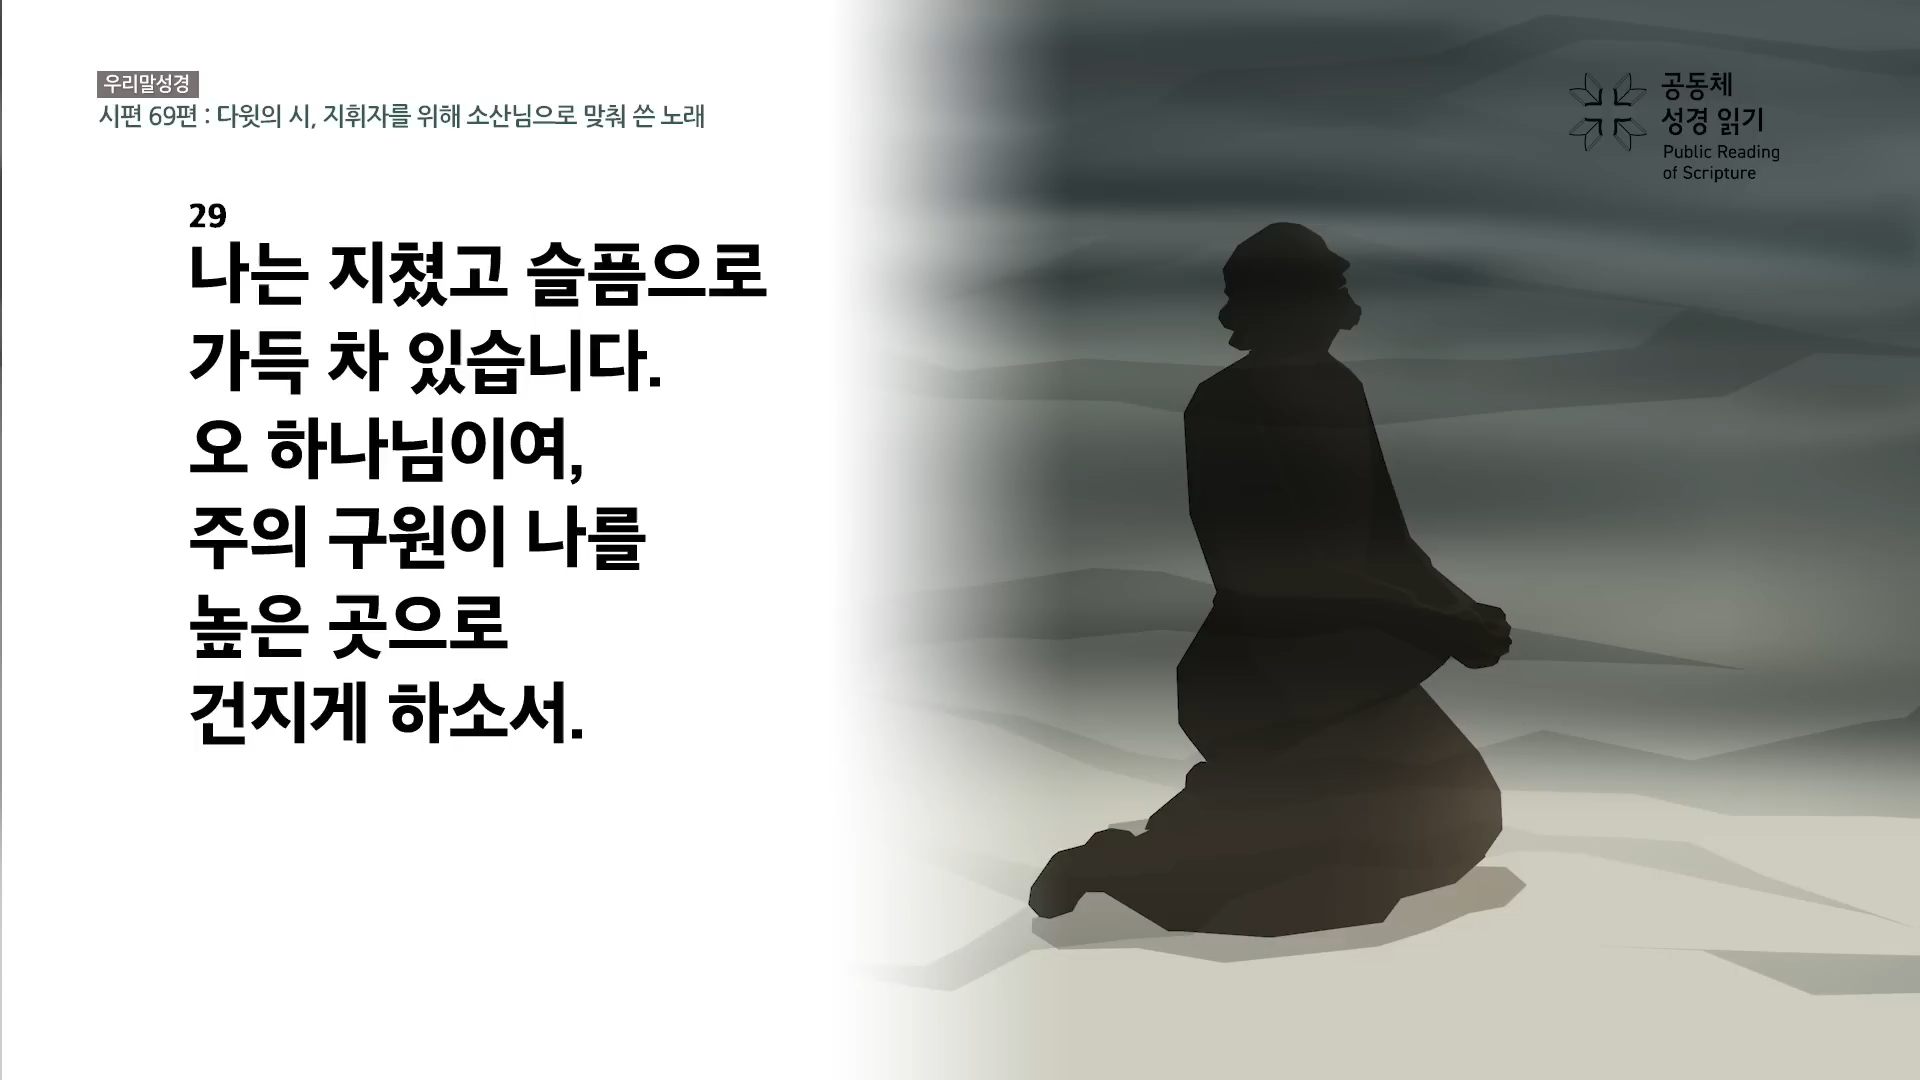 우리말성경
시편 69편 : 다윗의 시, 지휘자를 위해 소산님으로 맞춰 쓴 노래
공동체
성경 읽기
Public Reading
of Scripture
29
나는 지쳤고 슬픔으로
가득 차 있습니다.
오 하나님이여,
주의 구원이 나를
높은 곳으로
건지게 하소서.